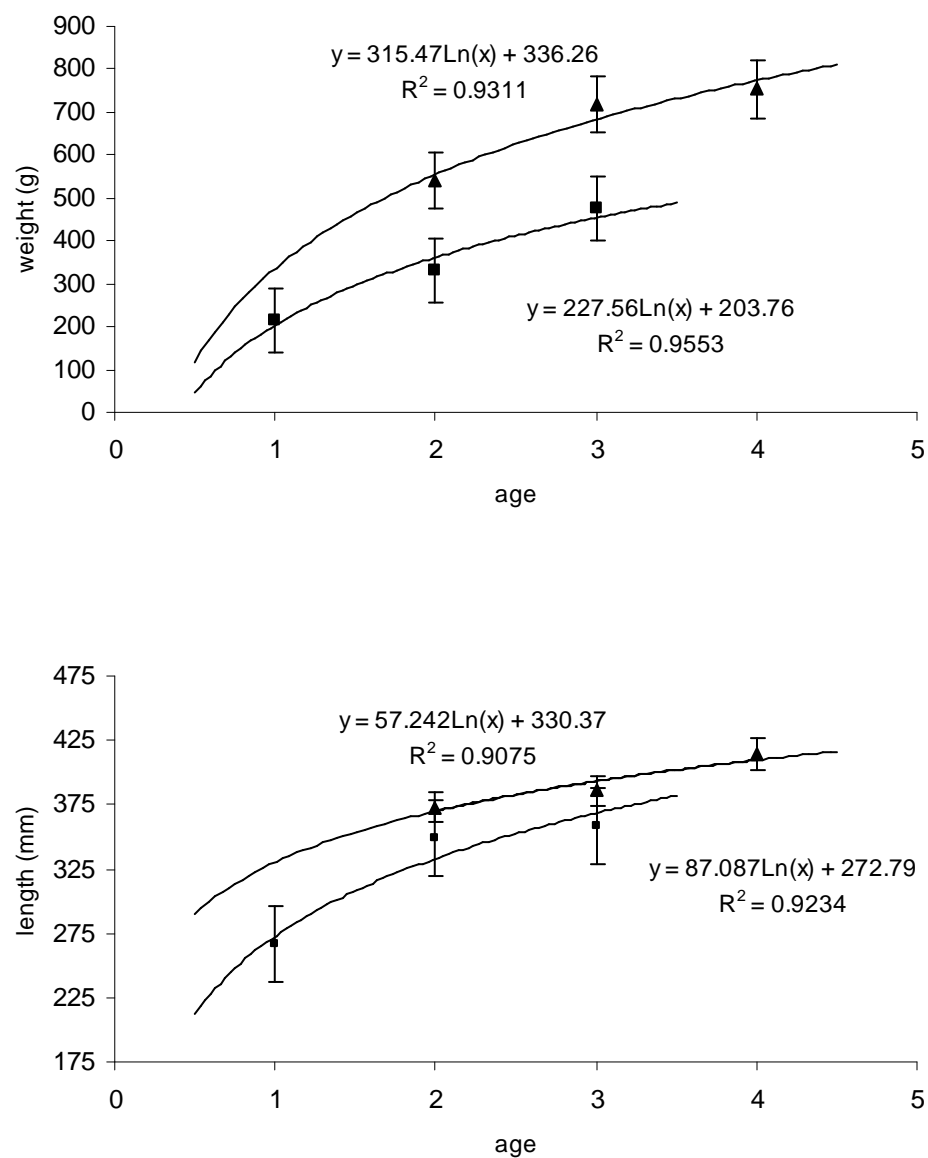 900
800
700
600
500
400
300
200
100
0
weight (g)
y = 315.47Ln(x) + 336.26
R² = 0.9311
y = 227.56Ln(x) + 203.76
R² = 0.9553
0 1 2 3 4 5
age
475
425
375
325
275
225
175
length (mm)
y = 57.242Ln(x) + 330.37
R² = 0.9075
y = 87.087Ln(x) + 272.79
R² = 0.9234
0 1 2 3 4 5
age